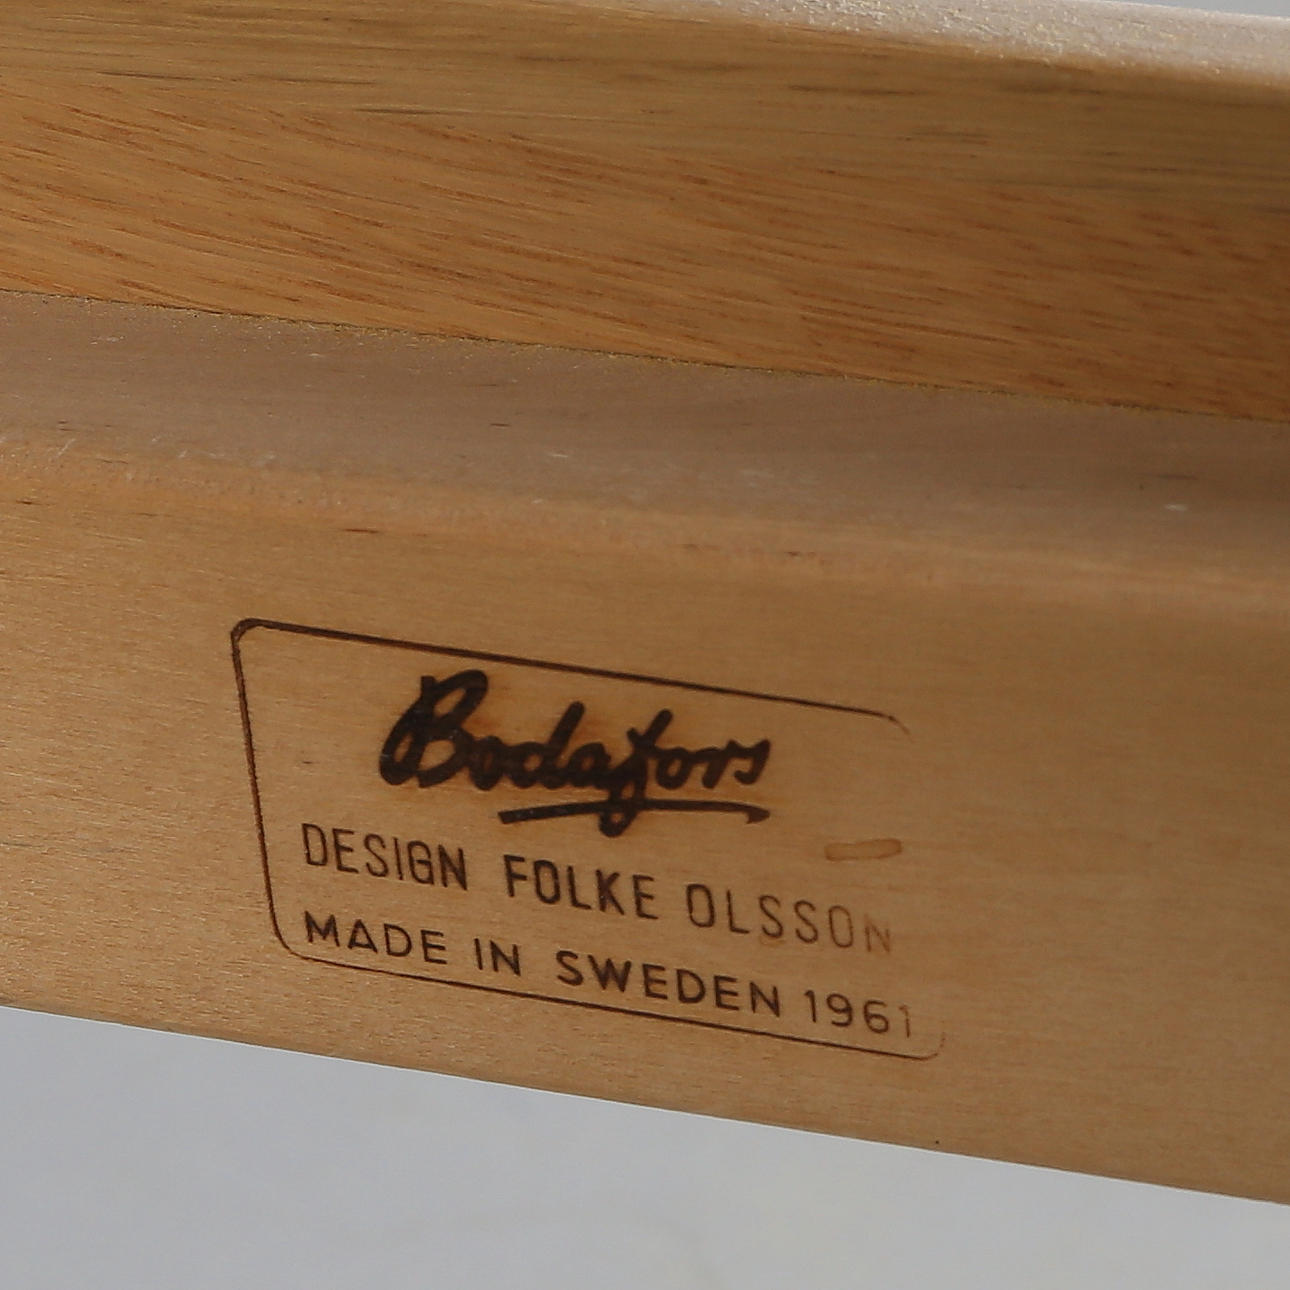 Bodafors
DESIGN FOLKE OLSSON
MADE IN SWEDEN 1961